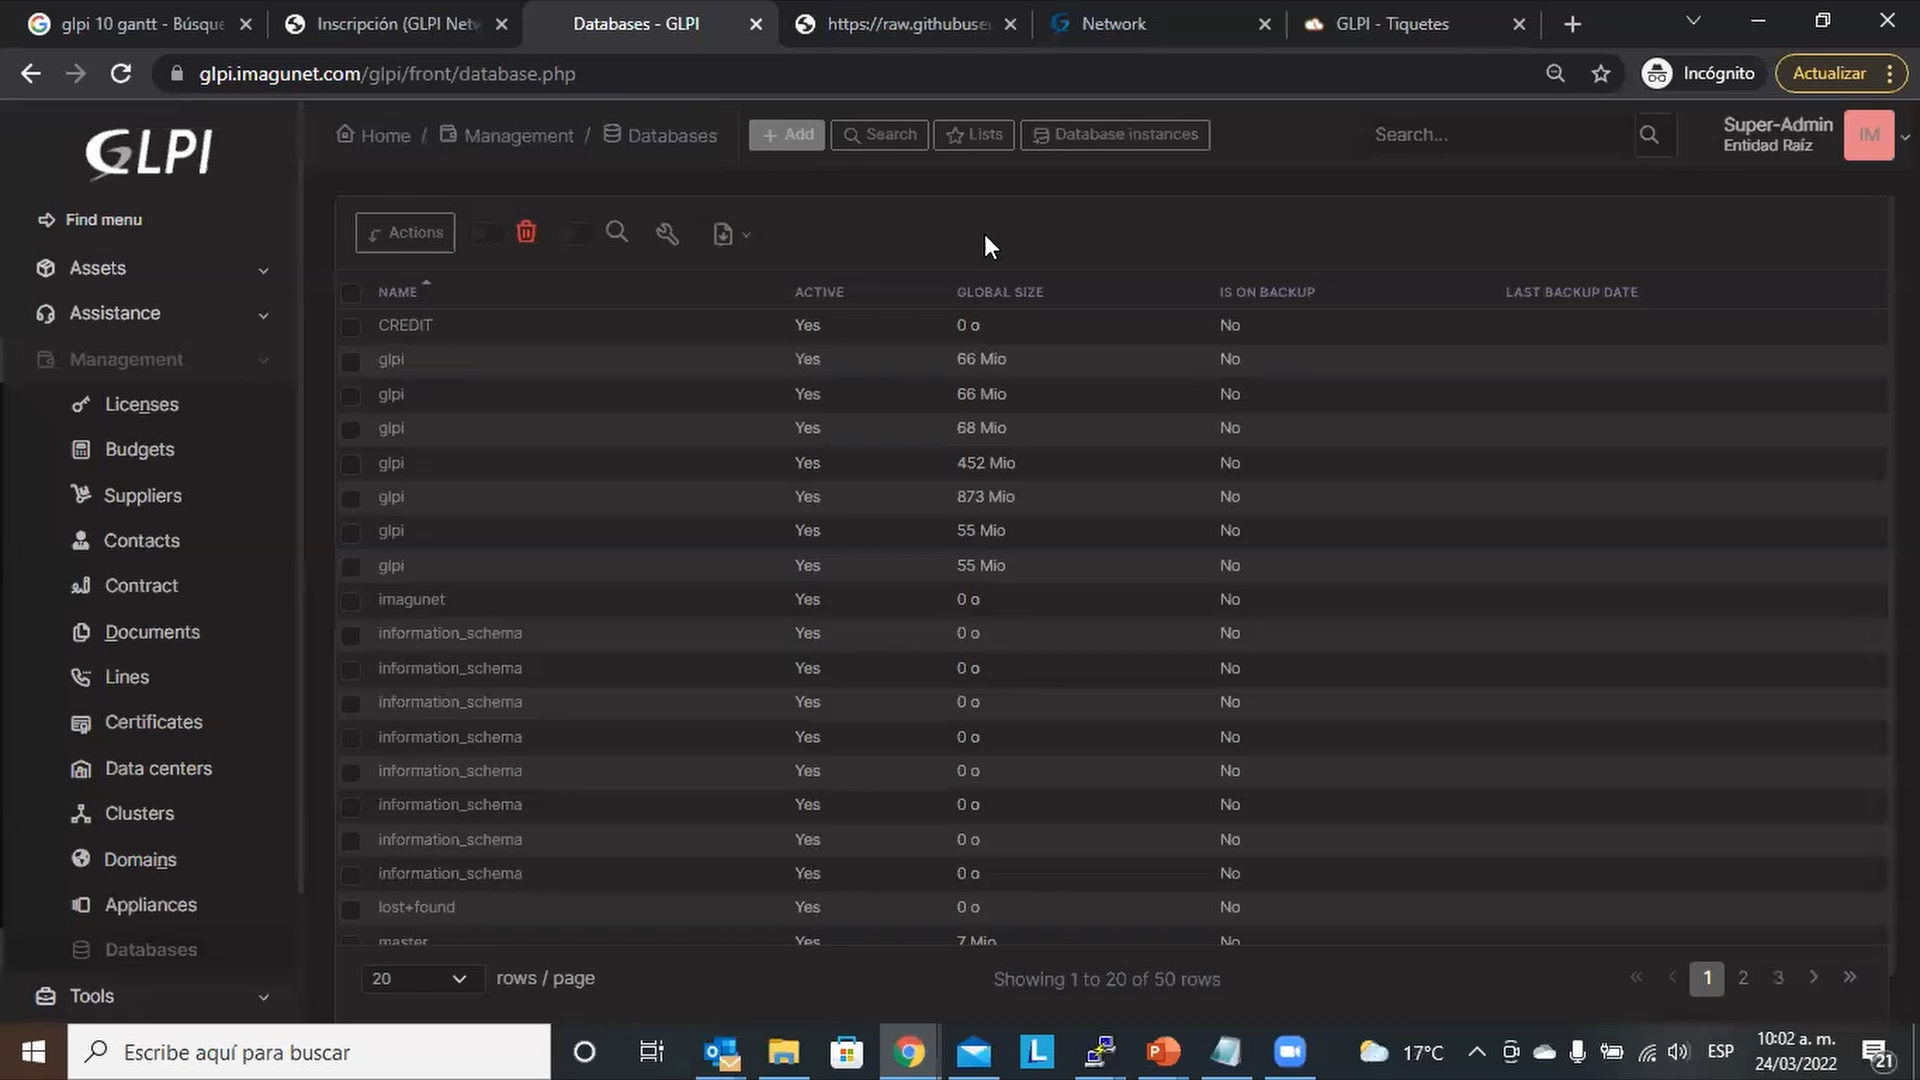 glpi 10 gantt - Búsqu
Inscripción (GLPI Netw
Databases - GLPI
https://raw.githubuse
Network
GLPI - Tiquetes
glpi.imagunet.com/glpi/front/database.php
Incógnito
Actualizar
GLPI
Home / Management / Databases
+ Add
Search
Lists
Database instances
Search...
Super-Admin
Entidad Raíz
IM
Find menu
Assets
Assistance
Management
Licenses
Budgets
Suppliers
Contacts
Contract
Documents
Lines
Certificates
Data centers
Clusters
Domains
Appliances
Databases
Tools
Actions
NAME ACTIVE GLOBAL SIZE IS ON BACKUP LAST BACKUP DATE
CREDIT Yes 0 o No
glpi Yes 66 Mio No
glpi Yes 66 Mio No
glpi Yes 68 Mio No
glpi Yes 452 Mio No
glpi Yes 873 Mio No
glpi Yes 55 Mio No
glpi Yes 55 Mio No
imagunet Yes 0 o No
information_schema Yes 0 o No
information_schema Yes 0 o No
information_schema Yes 0 o No
information_schema Yes 0 o No
information_schema Yes 0 o No
information_schema Yes 0 o No
information_schema Yes 0 o No
information_schema Yes 0 o No
lost+found Yes 0 o No
master Yes 7 Mio No
20 rows / page
Showing 1 to 20 of 50 rows
« ‹ 1 2 3 › »
Escribe aquí para buscar
L
P
17°C
ESP
10:02 a. m.
24/03/2022
21